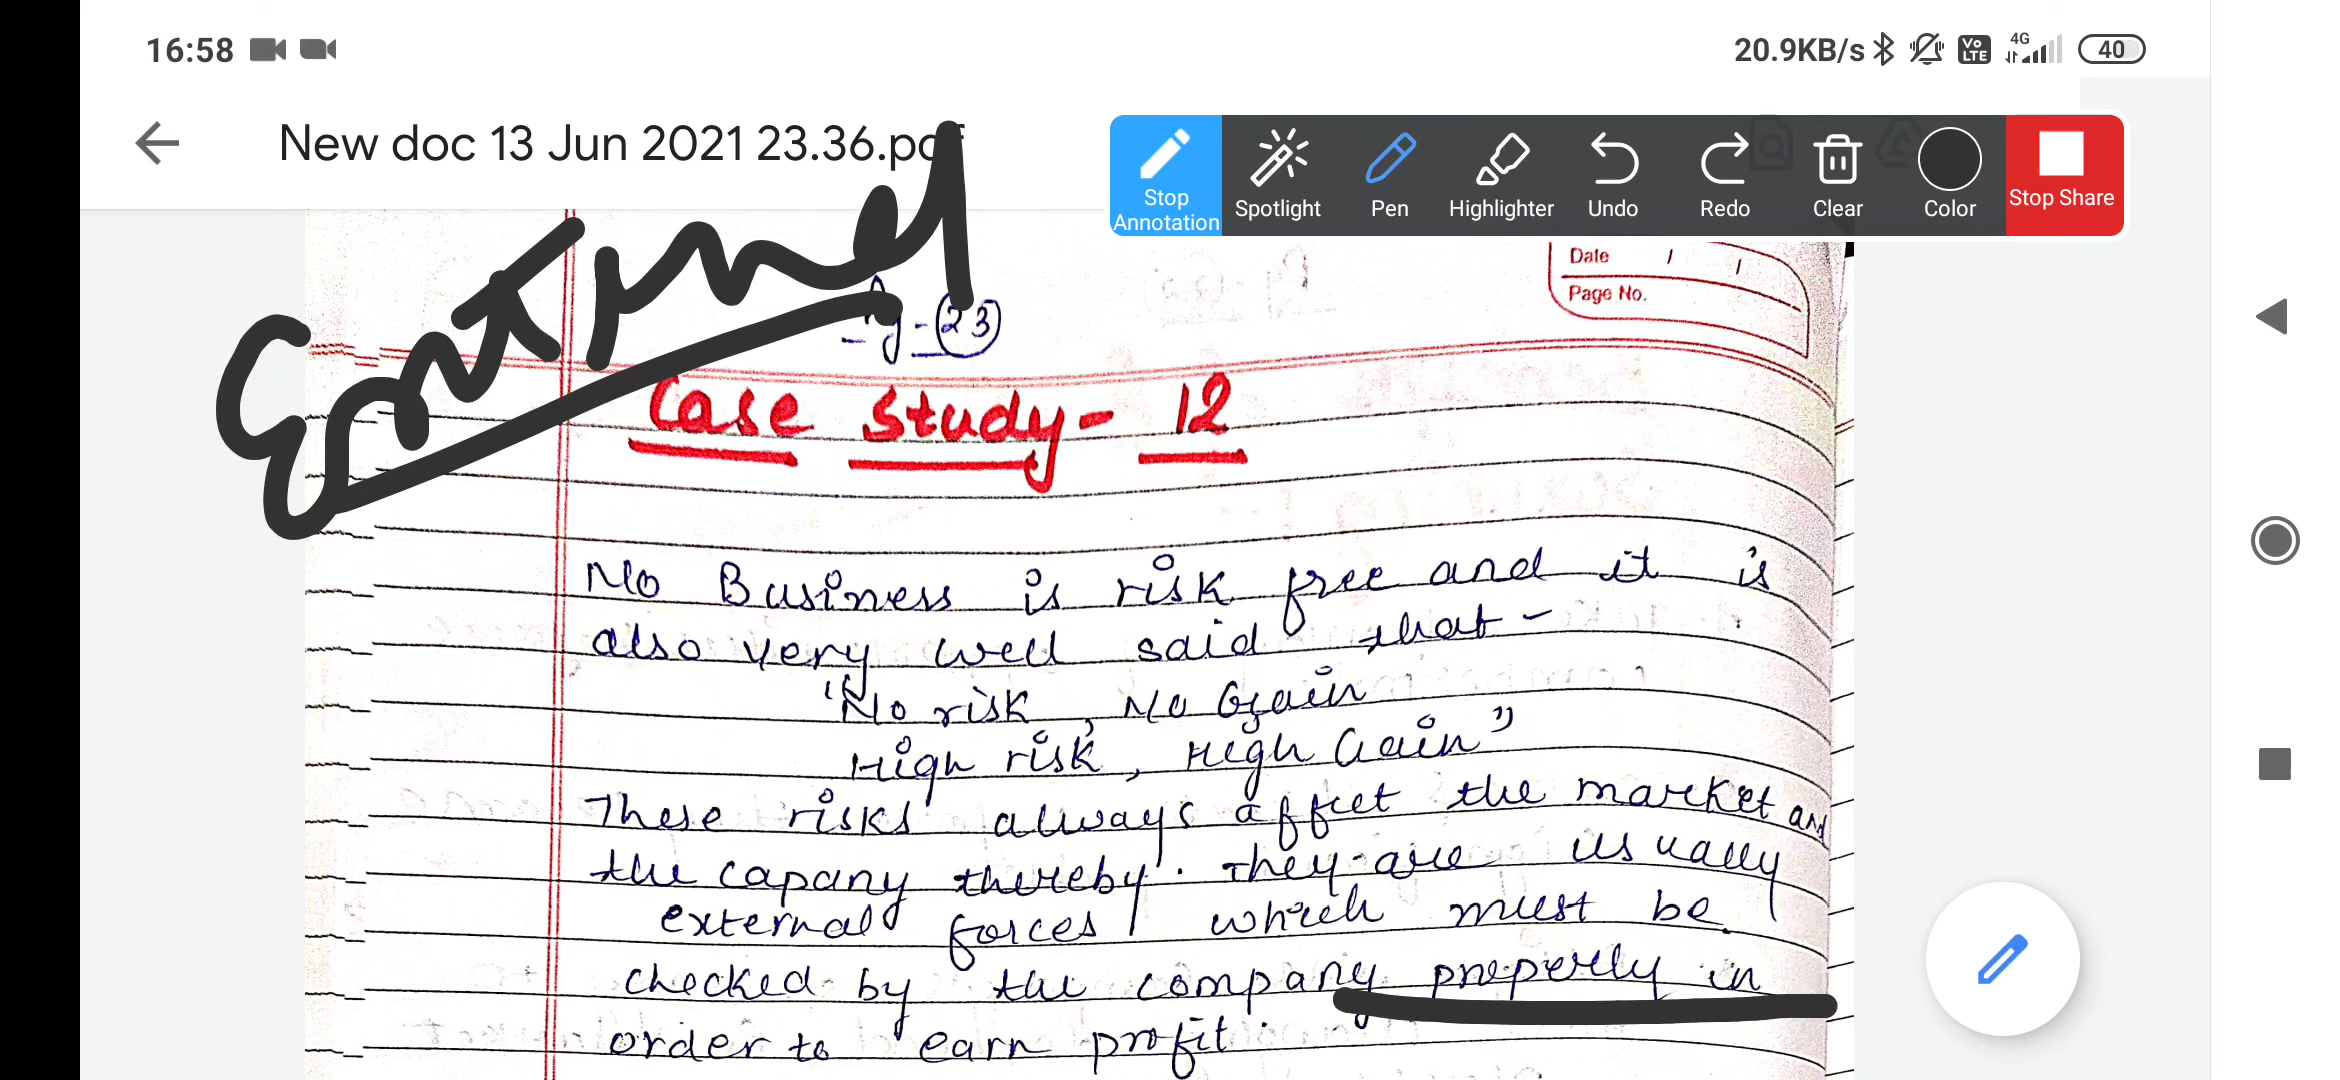 16:58
20.9KB/s Vo LTE 4G 40
New doc 13 Jun 2021 23.36.pdf
Stop Annotation Spotlight Pen Highlighter Undo Redo Clear Color Stop Share
Date / /
Page No.
- (23)
Case Study - 12
No Business is risk free and it is
also very well said that -
"No risk, No Gain
High risk, High Gain"
These risks always affect the market and
the capany thereby. They are usually
external forces which must be
checked by the company properly in
order to earn profit.